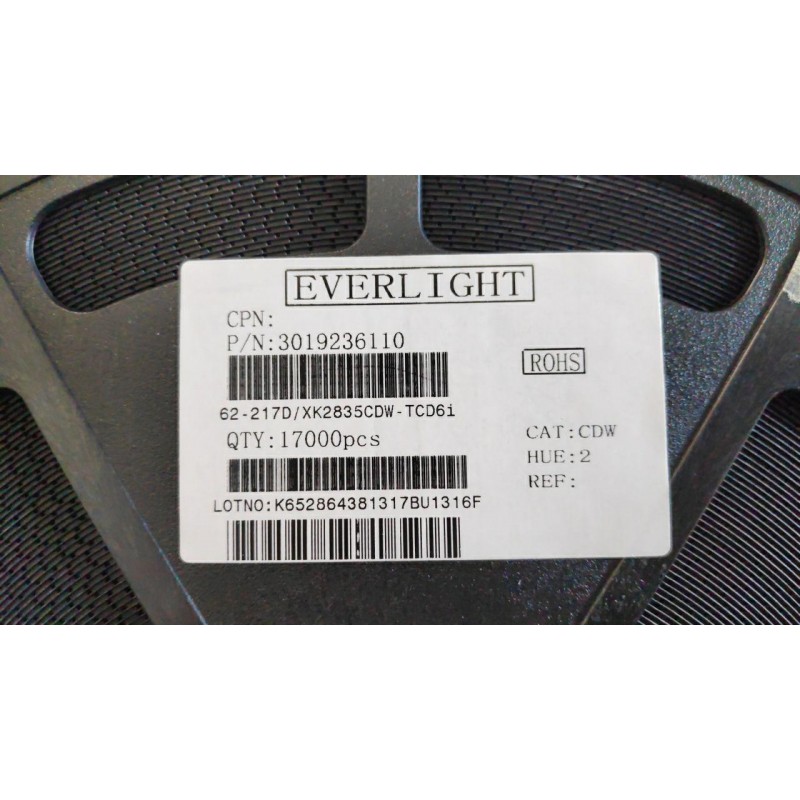 EVERLIGHT
CPN:
P/N:3019236110
ROHS
62-217D/XK2835CDW-TCD6i
QTY:17000pcs
CAT:CDW
HUE:2
REF:
LOTNO:K652864381317BU1316F